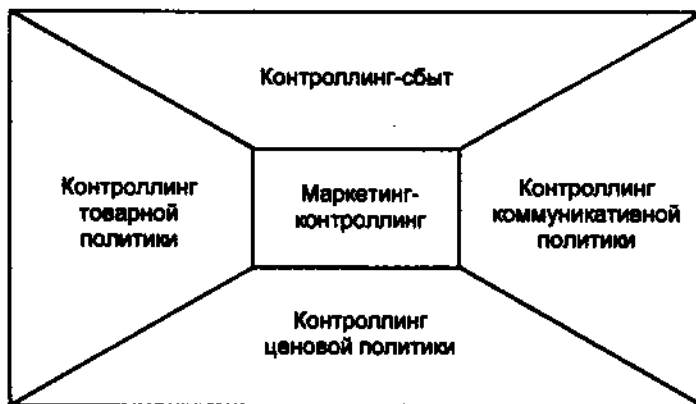 Контроллинг-сбыт
Контроллинг
товарной
политики
Маркетинг-
контроллинг
Контроллинг
коммуникативной
политики
Контроллинг
ценовой политики